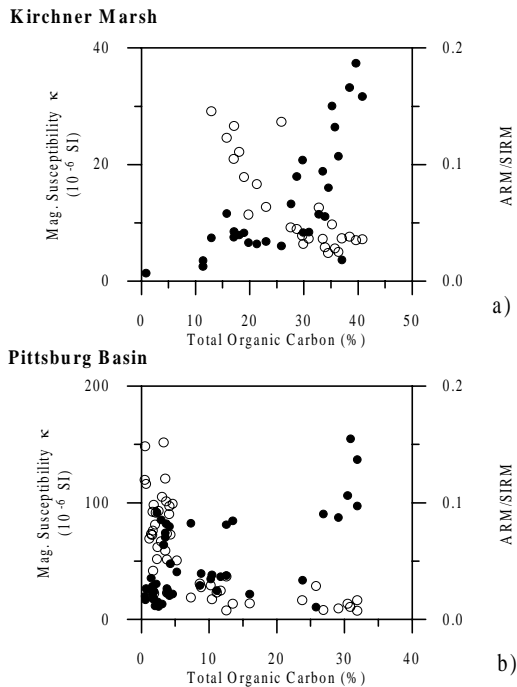 Kirchner Marsh
40
20
0
Mag. Susceptibility κ
(10⁻⁶ SI)
0.2
0.1
0.0
ARM/SIRM
0 10 20 30 40 50
Total Organic Carbon (%)
a)
Pittsburg Basin
200
100
0
Mag. Susceptibility κ
(10⁻⁶ SI)
0.2
0.1
0.0
ARM/SIRM
0 10 20 30 40
Total Organic Carbon (%)
b)